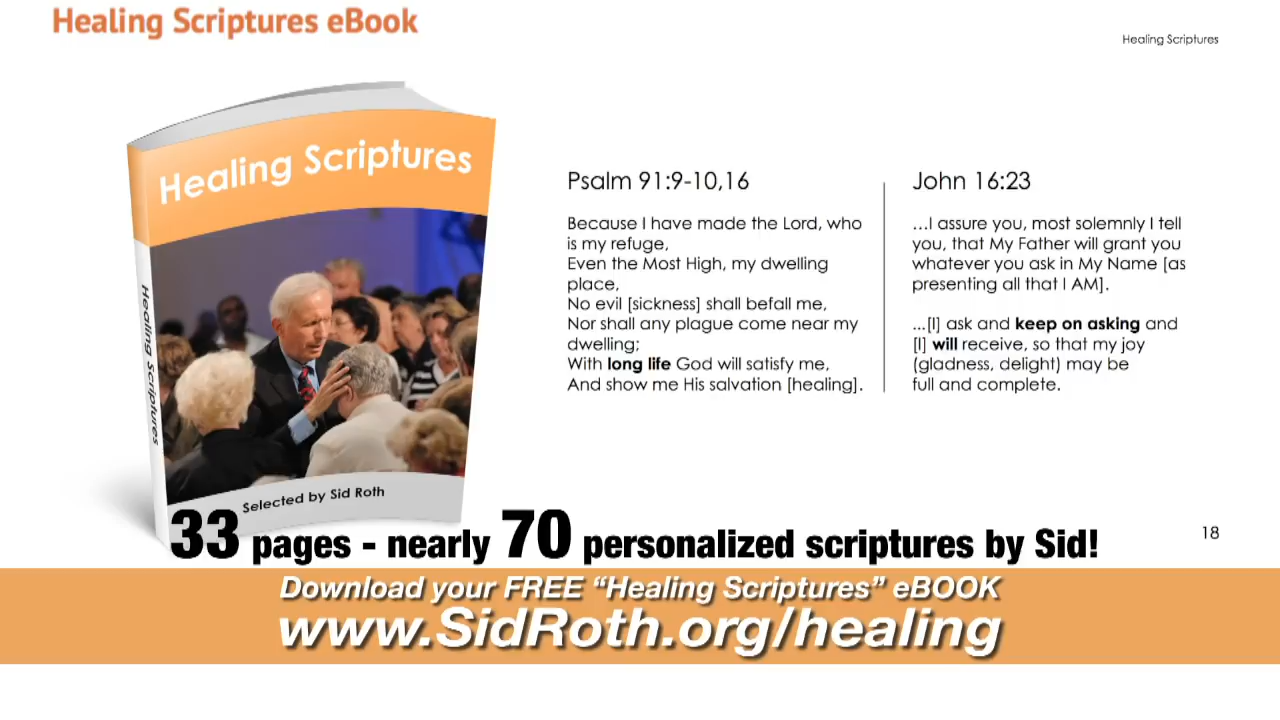 Healing Scriptures eBook
Healing Scriptures
Healing Scriptures
Healing Scriptures
Selected by Sid Roth
Psalm 91:9-10,16
Because I have made the Lord, who
is my refuge,
Even the Most High, my dwelling
place,
No evil [sickness] shall befall me,
Nor shall any plague come near my
dwelling;
With long life God will satisfy me,
And show me His salvation [healing].
John 16:23
...I assure you, most solemnly I tell
you, that My Father will grant you
whatever you ask in My Name [as
presenting all that I AM].
...[I] ask and keep on asking and
[I] will receive, so that my joy
(gladness, delight) may be
full and complete.
18
33 pages - nearly 70 personalized scriptures by Sid!
Download your FREE “Healing Scriptures” eBOOK
www.SidRoth.org/healing